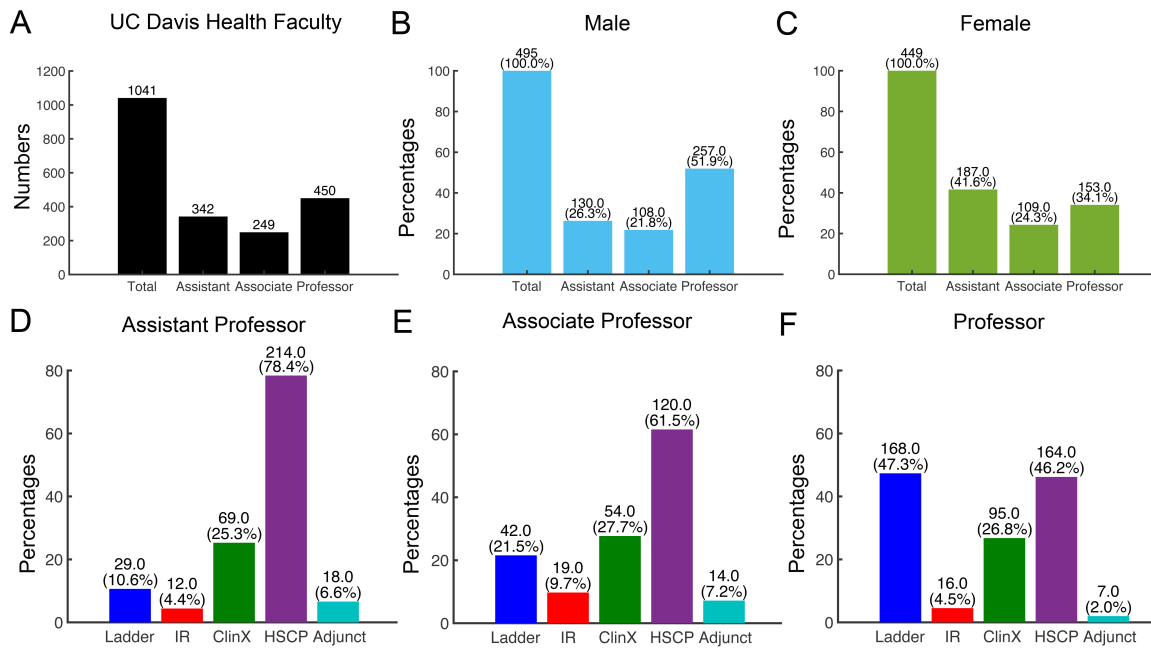 A
UC Davis Health Faculty
Numbers
1200
1000
800
600
400
200
0
1041
342
249
450
Total
Assistant
Associate
Professor
B
Male
Percentages
100
80
60
40
20
0
495
(100.0%)
130.0
(26.3%)
108.0
(21.8%)
257.0
(51.9%)
Total
Assistant
Associate
Professor
C
Female
Percentages
100
80
60
40
20
0
449
(100.0%)
187.0
(41.6%)
109.0
(24.3%)
153.0
(34.1%)
Total
Assistant
Associate
Professor
D
Assistant Professor
Percentages
80
60
40
20
0
29.0
(10.6%)
12.0
(4.4%)
69.0
(25.3%)
214.0
(78.4%)
18.0
(6.6%)
Ladder
IR
ClinX
HSCP
Adjunct
E
Associate Professor
Percentages
80
60
40
20
0
42.0
(21.5%)
19.0
(9.7%)
54.0
(27.7%)
120.0
(61.5%)
14.0
(7.2%)
Ladder
IR
ClinX
HSCP
Adjunct
F
Professor
Percentages
80
60
40
20
0
168.0
(47.3%)
16.0
(4.5%)
95.0
(26.8%)
164.0
(46.2%)
7.0
(2.0%)
Ladder
IR
ClinX
HSCP
Adjunct